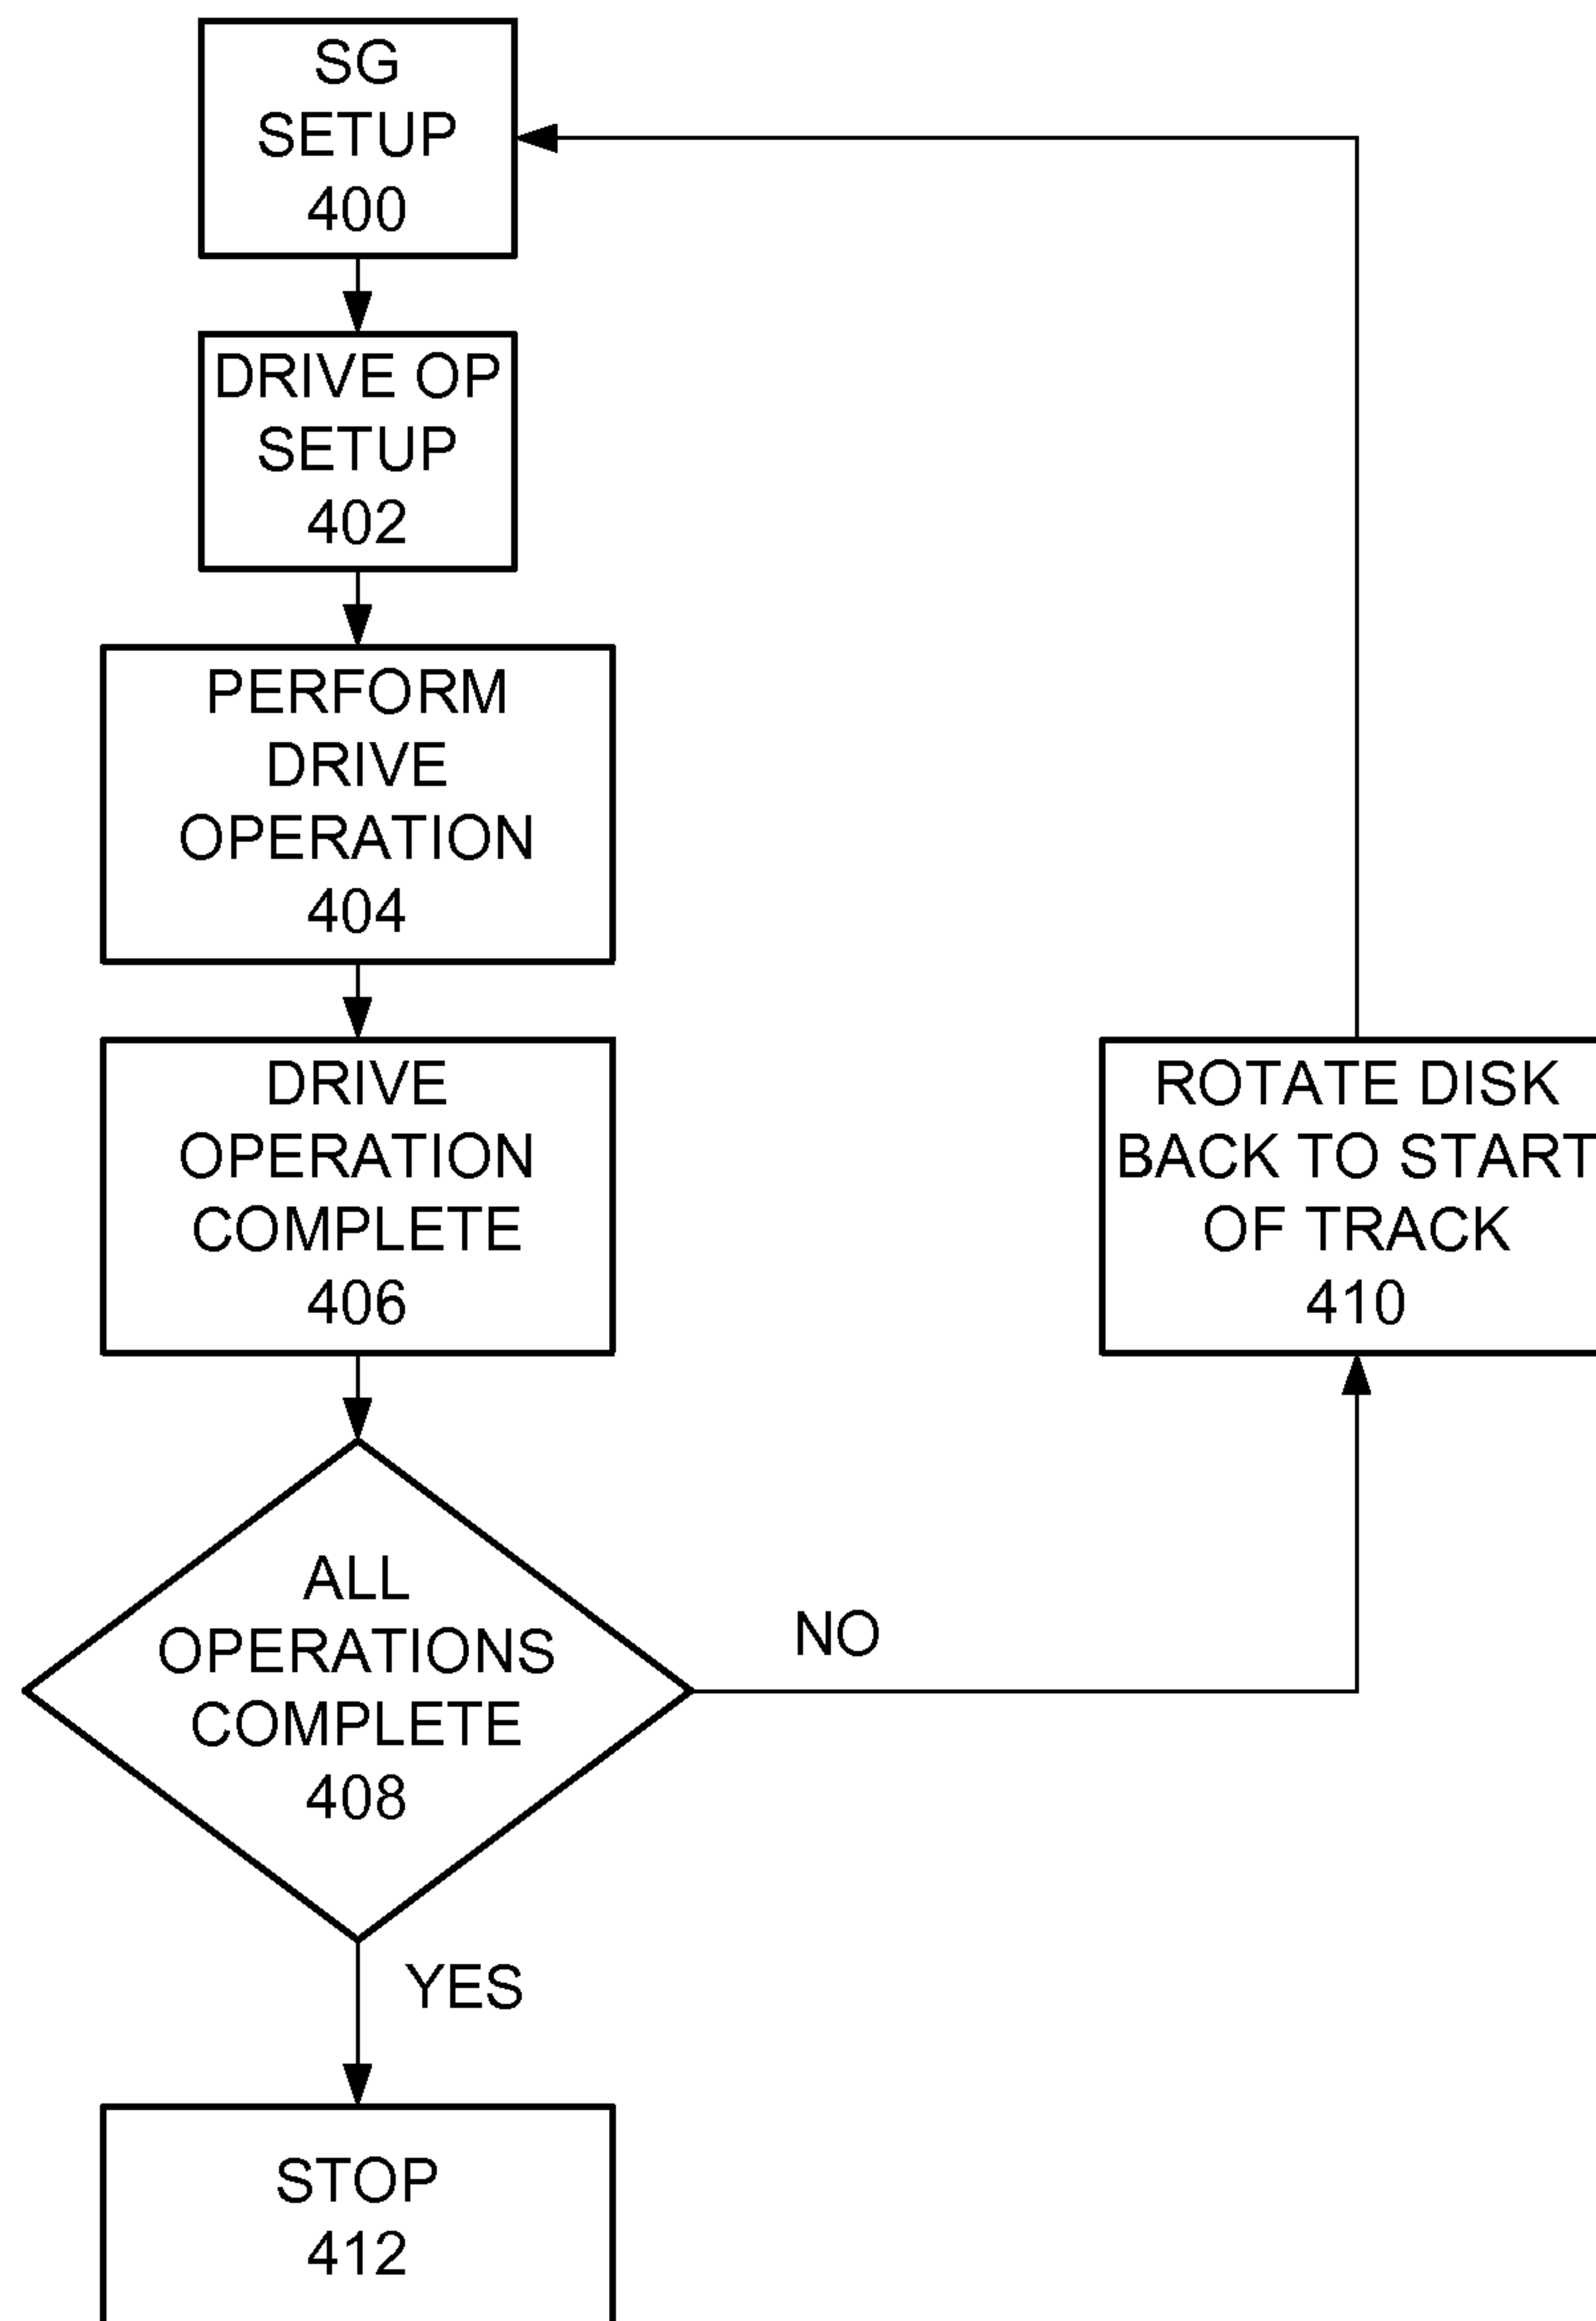 SG
SETUP
400
DRIVE OP
SETUP
402
PERFORM
DRIVE
OPERATION
404
DRIVE
OPERATION
COMPLETE
406
ROTATE DISK
BACK TO START
OF TRACK
410
ALL
OPERATIONS
COMPLETE
408
NO
YES
STOP
412